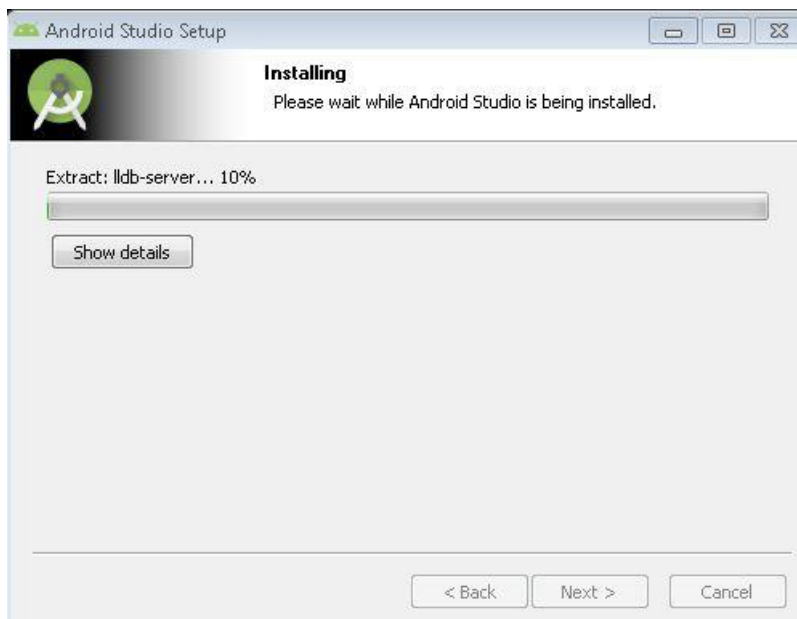 Android Studio Setup
Installing
Please wait while Android Studio is being installed.
Extract: lldb-server... 10%
Show details
< Back
Next >
Cancel